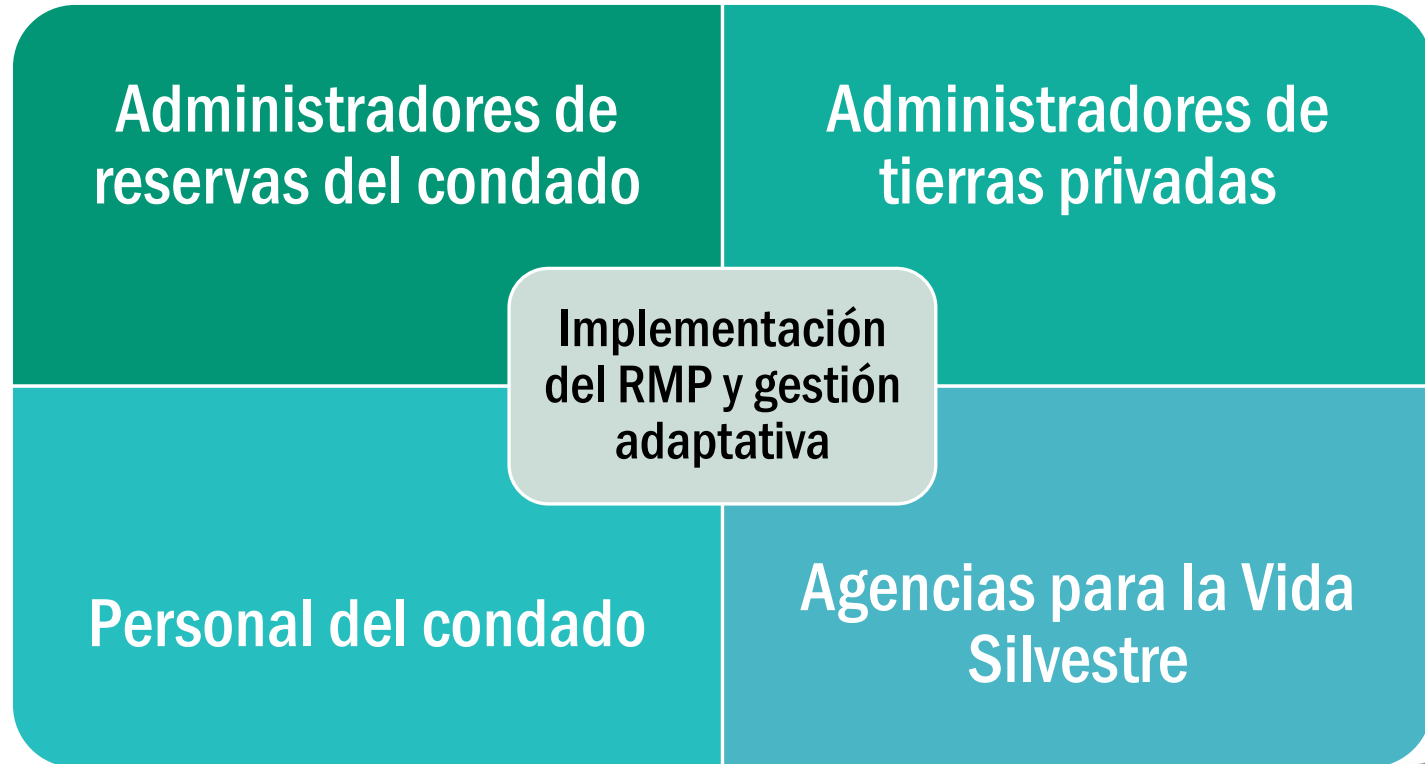 Administradores de
reservas del condado
Administradores de
tierras privadas
Implementación
del RMP y gestión
adaptativa
Personal del condado
Agencias para la Vida
Silvestre